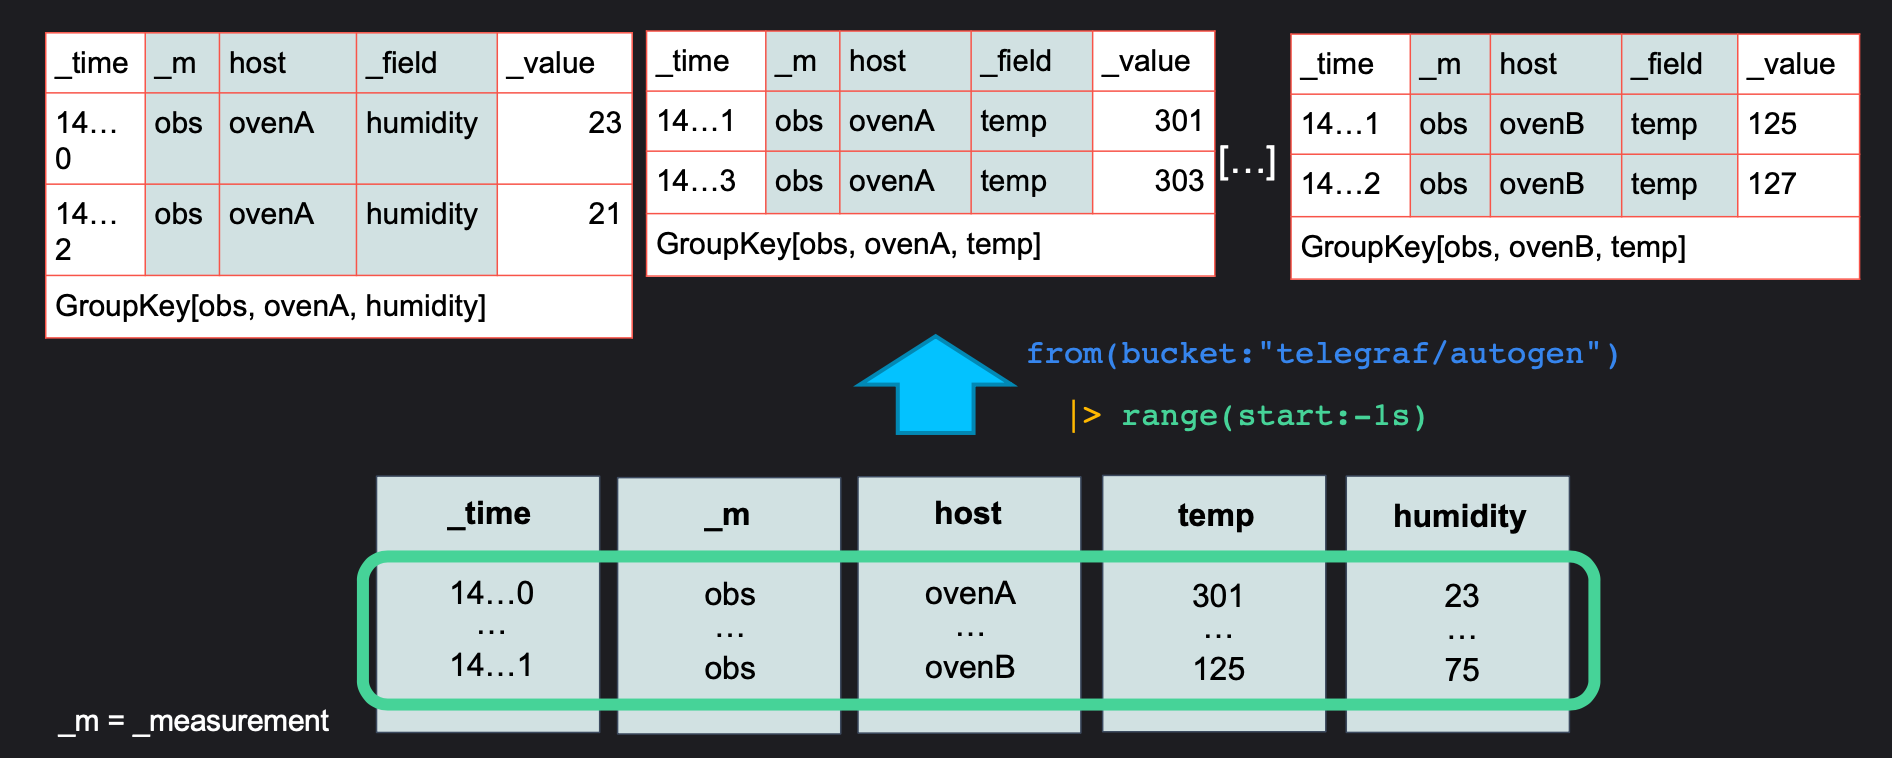 _time _m host _field _value
14…0 obs ovenA humidity 23
14…2 obs ovenA humidity 21
GroupKey[obs, ovenA, humidity]
_time _m host _field _value
14…1 obs ovenA temp 301
14…3 obs ovenA temp 303
GroupKey[obs, ovenA, temp]
[...]
_time _m host _field _value
14…1 obs ovenB temp 125
14…2 obs ovenB temp 127
GroupKey[obs, ovenB, temp]
from(bucket:"telegraf/autogen")
|> range(start:-1s)
_time _m host temp humidity
14…0 obs ovenA 301 23
… … … … …
14…1 obs ovenB 125 75
_m = _measurement